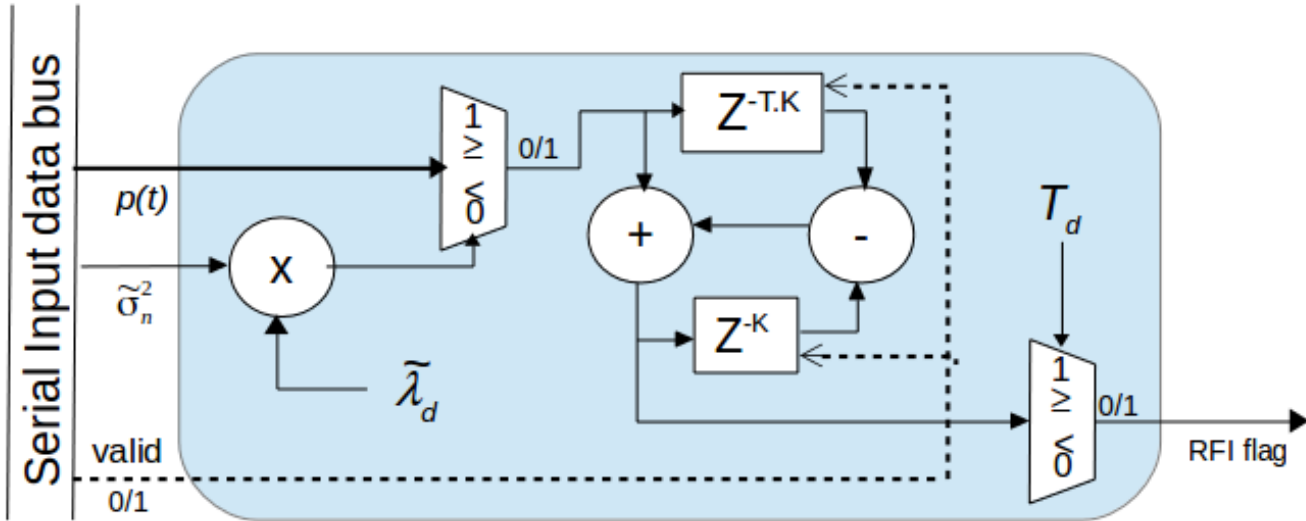 Serial Input data bus
p(t)
σ̃²ₙ
valid
0/1
X
λ̃_d
1
≥
<
0
0/1
Z^-T.K
+
-
Z^-K
T_d
1
≥
<
0
0/1
RFI flag